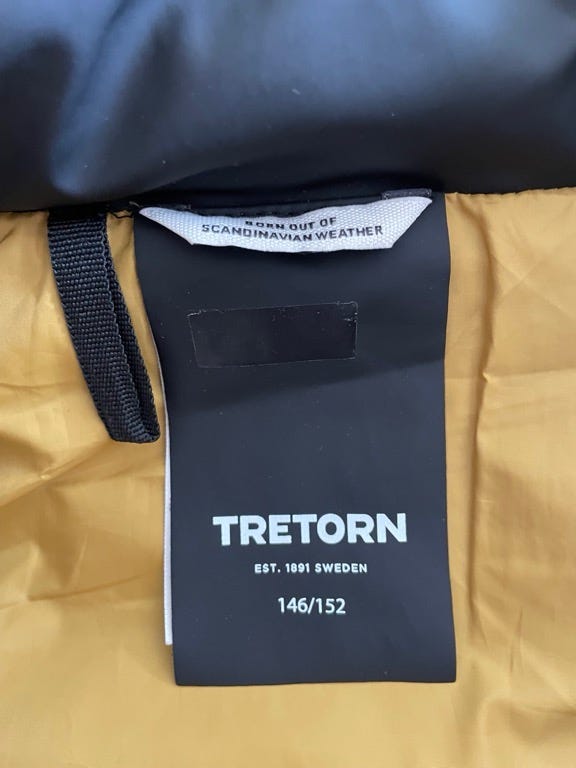 BORN OUT OF
SCANDINAVIAN WEATHER
TRETORN
EST. 1891 SWEDEN
146/152